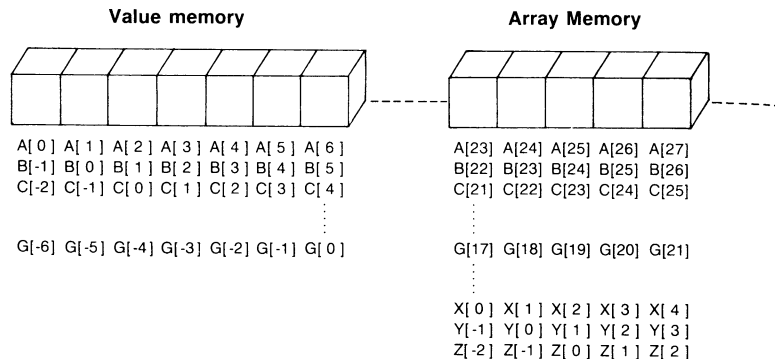 Value memory Array Memory
A[ 0 ] A[ 1 ] A[ 2 ] A[ 3 ] A[ 4 ] A[ 5 ] A[ 6 ] A[23] A[24] A[25] A[26] A[27]
B[-1] B[ 0 ] B[ 1 ] B[ 2 ] B[ 3 ] B[ 4 ] B[ 5 ] B[22] B[23] B[24] B[25] B[26]
C[-2] C[-1] C[ 0 ] C[ 1 ] C[ 2 ] C[ 3 ] C[ 4 ] C[21] C[22] C[23] C[24] C[25]
G[-6] G[-5] G[-4] G[-3] G[-2] G[-1] G[ 0 ] G[17] G[18] G[19] G[20] G[21]
X[ 0 ] X[ 1 ] X[ 2 ] X[ 3 ] X[ 4 ]
Y[-1] Y[ 0 ] Y[ 1 ] Y[ 2 ] Y[ 3 ]
Z[-2] Z[-1] Z[ 0 ] Z[ 1 ] Z[ 2 ]